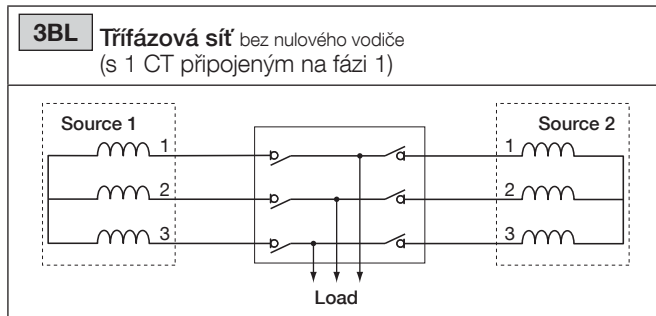 3BL Třífázová síť bez nulového vodiče
(s 1 CT připojeným na fázi 1)
Source 1
Source 2
1
1
2
2
3
3
Load